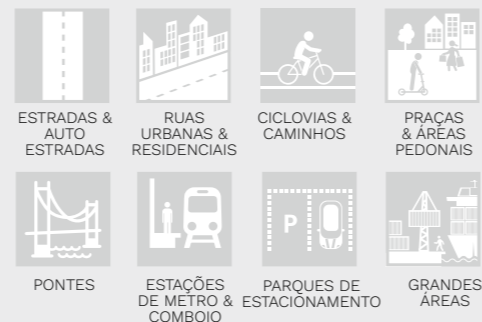 ESTRADAS &
AUTO
ESTRADAS
RUAS
URBANAS &
RESIDENCIAIS
CICLOVIAS &
CAMINHOS
PRAÇAS
& ÁREAS
PEDONAIS
P
PONTES
ESTAÇÕES
DE METRO &
COMBOIO
PARQUES DE
ESTACIONAMENTO
GRANDES
ÁREAS